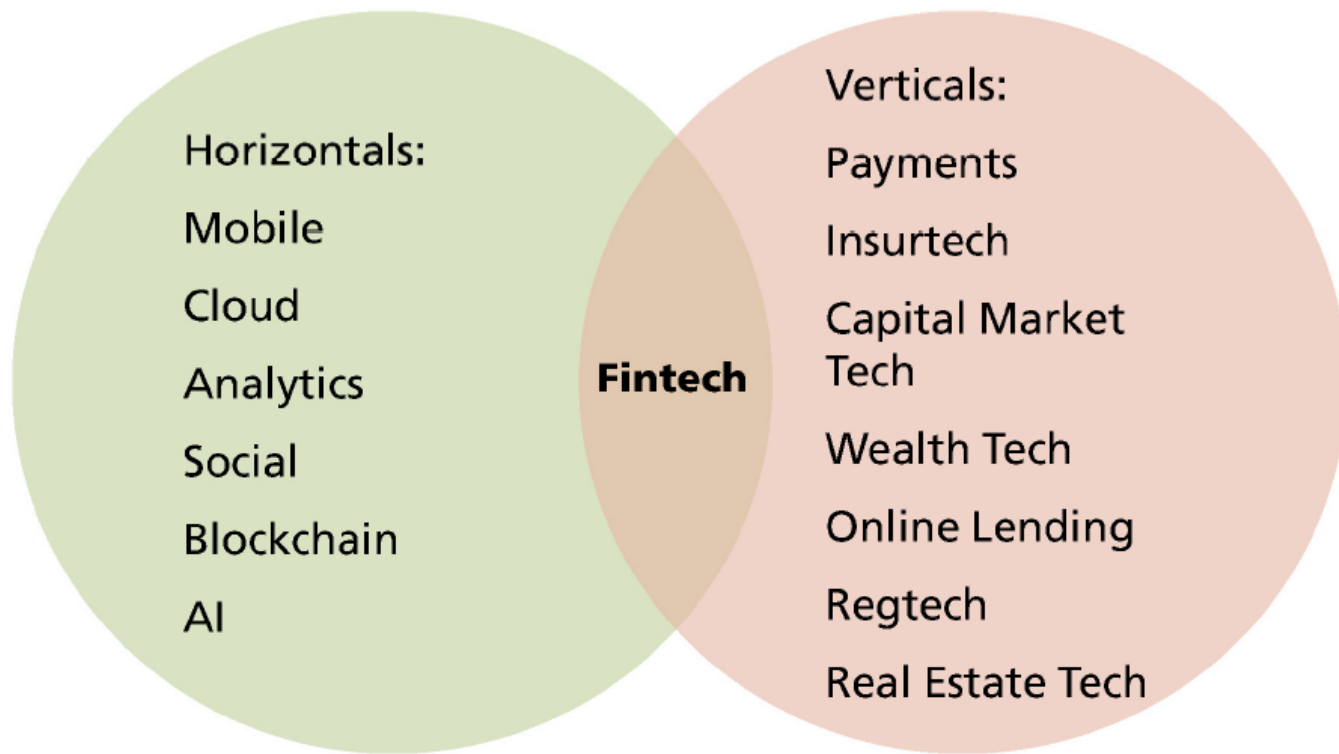 Horizontals:
Mobile
Cloud
Analytics
Social
Blockchain
AI
Fintech
Verticals:
Payments
Insurtech
Capital Market
Tech
Wealth Tech
Online Lending
Regtech
Real Estate Tech